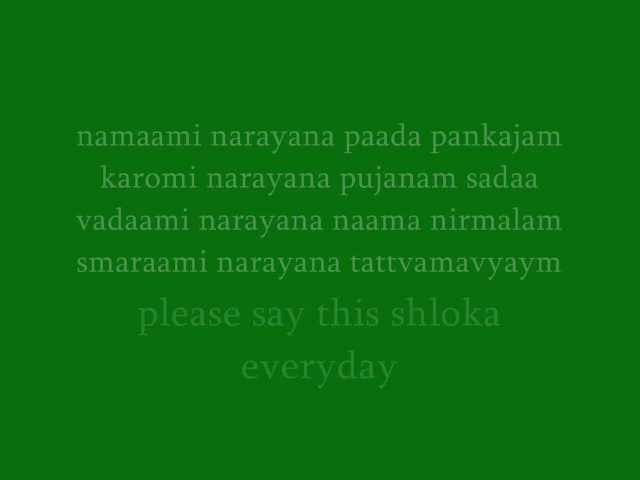 namaami narayana paada pankajam
karomi narayana pujanam sadaa
vadaami narayana naama nirmalam
smaraami narayana tattvamavyaym
please say this shloka
everyday